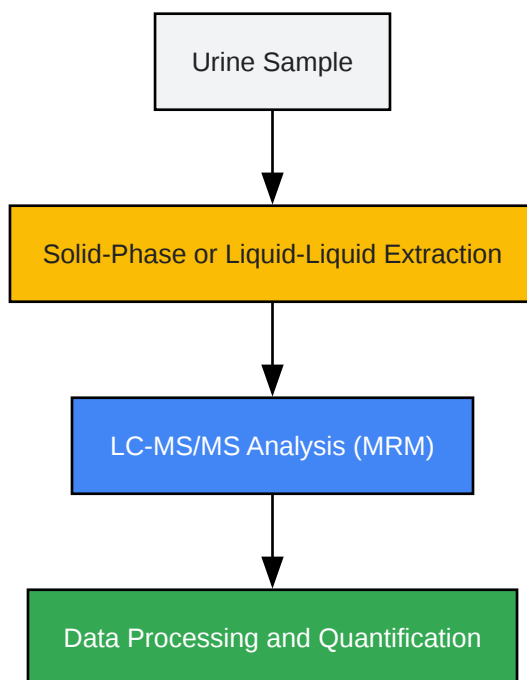 Urine Sample
Solid-Phase or Liquid-Liquid Extraction
LC-MS/MS Analysis (MRM)
Data Processing and Quantification